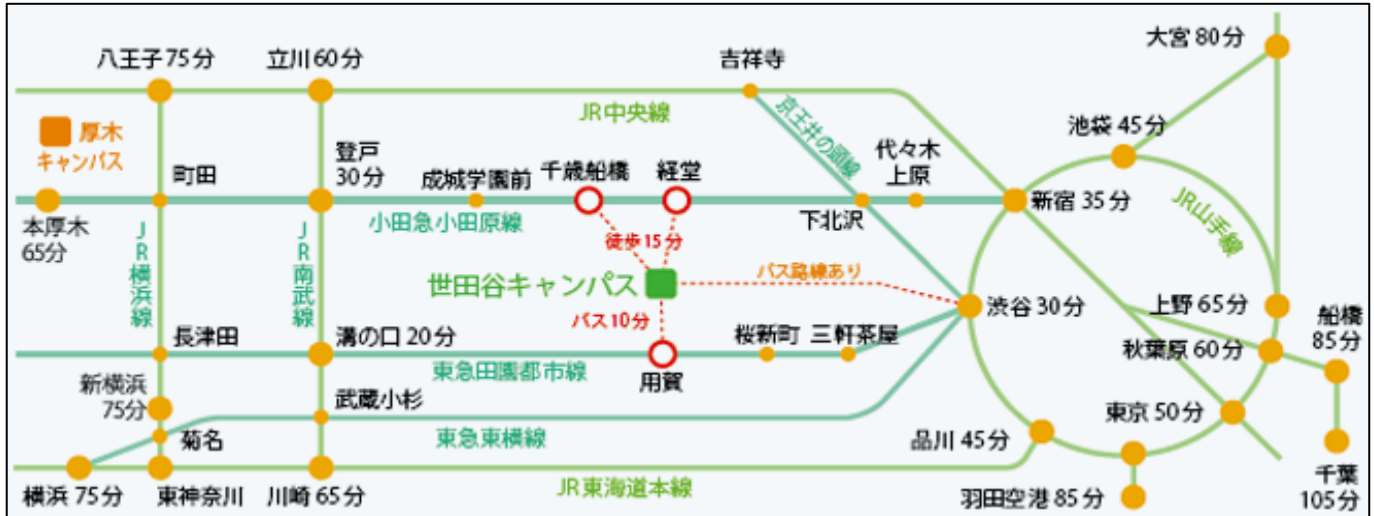 八王子 75分
立川 60分
吉祥寺
大宮 80分
JR中央線
京王井の頭線
厚木
キャンパス
池袋 45分
町田
登戸
30分
成城学園前
千歳船橋
経堂
代々木
上原
新宿 35分
JR山手線
本厚木
65分
小田急小田原線
下北沢
JR横浜線
JR南武線
徒歩15分
世田谷キャンパス
バス路線あり
渋谷 30分
上野 65分
船橋
85分
バス10分
長津田
溝の口 20分
桜新町
三軒茶屋
秋葉原 60分
東急田園都市線
用賀
新横浜
75分
武蔵小杉
東京 50分
菊名
東急東横線
品川 45分
横浜 75分
東神奈川
川崎 65分
JR東海道本線
羽田空港 85分
千葉
105分